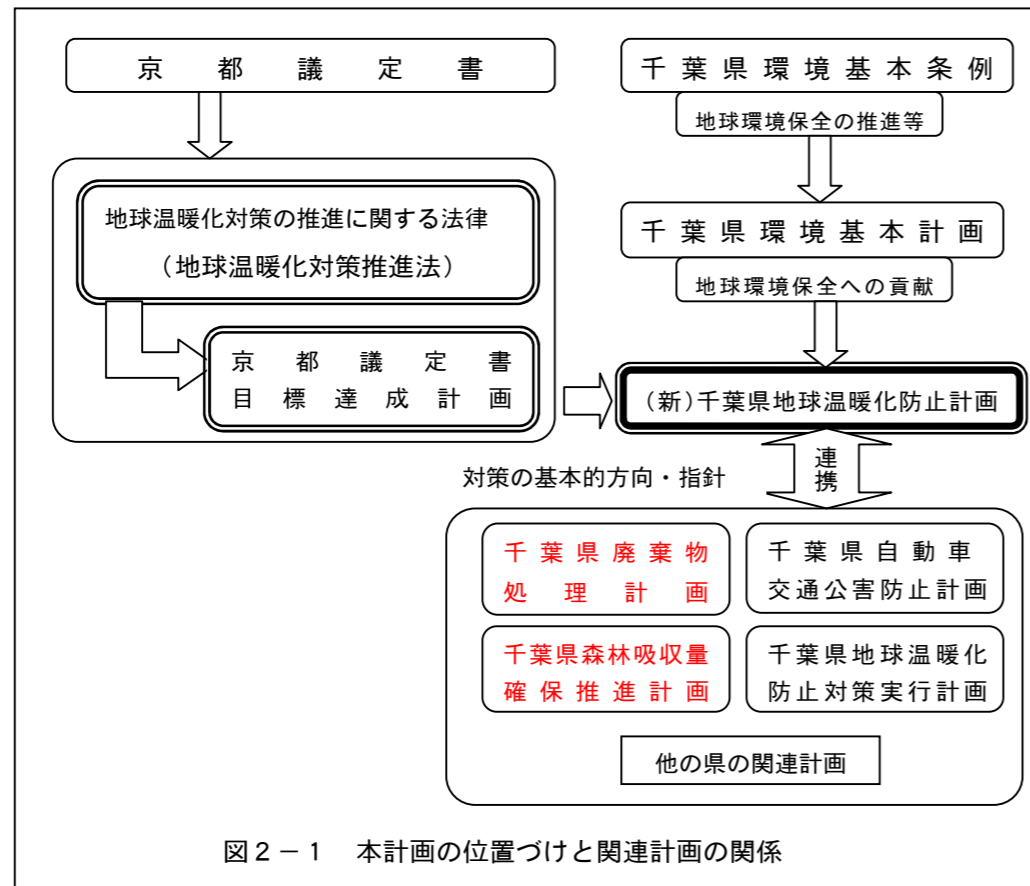 京都議定書
地球温暖化対策の推進に関する法律
（地球温暖化対策推進法）
京都議定書
目標達成計画
千葉県環境基本条例
地球環境保全の推進等
千葉県環境基本計画
地球環境保全への貢献
（新）千葉県地球温暖化防止計画
対策の基本的方向・指針
連携
千葉県廃棄物
処理計画
千葉県自動車
交通公害防止計画
千葉県森林吸収量
確保推進計画
千葉県地球温暖化
防止対策実行計画
他の県の関連計画
図２－１　本計画の位置づけと関連計画の関係